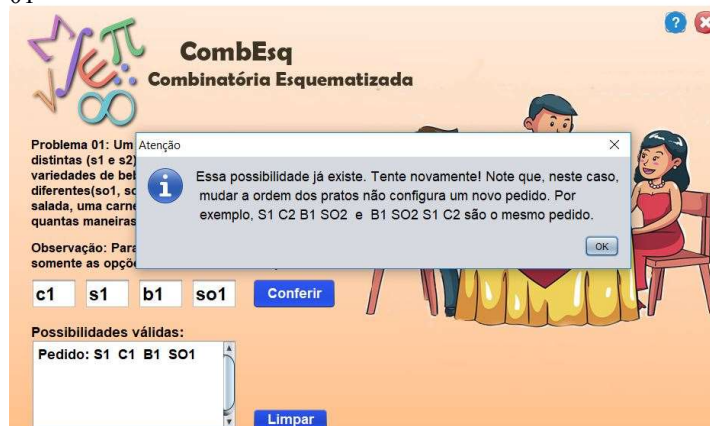 CombEsq
Combinatória Esquematizada
Problema 01: Um
distintas (s1 e s2)
variedades de beb
diferentes(so1, so
salada, uma carne
quantas maneiras
Observação: Para
somente as opçõe
Atenção
Essa possibilidade já existe. Tente novamente! Note que, neste caso,
mudar a ordem dos pratos não configura um novo pedido. Por
exemplo, S1 C2 B1 SO2 e B1 SO2 S1 C2 são o mesmo pedido.
OK
c1 s1 b1 so1 Conferir
Possibilidades válidas:
Pedido: S1 C1 B1 SO1
Limpar